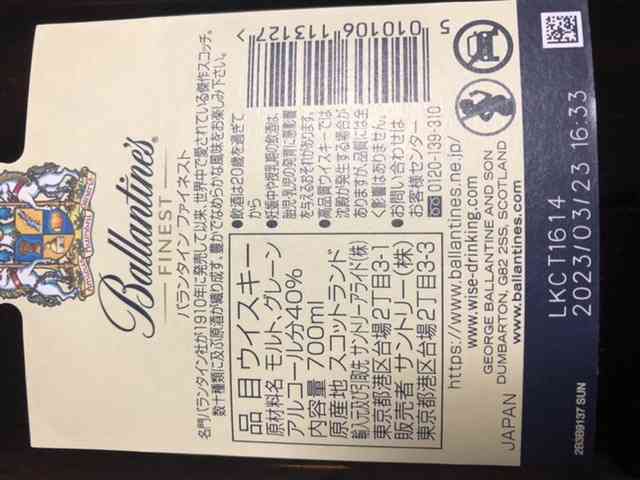 Ballantine's
FINEST
バランタイン ファイネスト
名門バランタイン社が1910年に発売して以来、世界中で愛されている傑作スコッチ。
数十種類に及ぶ原酒が織り成す、豊かでなめらかな風味をお楽しみ下さい。
品目 ウイスキー
原材料名 モルト、グレーン
アルコール分 40%
内容量 700ml
原産地 スコットランド
輸入元及び引取先 サントリーアライド(株)
東京都港区台場2丁目3-1
販売者 サントリー(株)
東京都港区台場2丁目3-3
●飲酒は20歳を過ぎて
から
●妊娠中や授乳期の飲酒は、
胎児・乳児の発育に悪影響
を与えるおそれがあります。
●高品質ウイスキーでは
沈殿が発生する場合が
ありますが、品質には全
く影響はありません。
●お問い合わせは
お客様センター
0120-139-310
5 010106 113127 >
https://www.ballantines.ne.jp/
www.wise-drinking.com
GEORGE BALLANTINE AND SON
DUMBARTON, G82 2SS, SCOTLAND
www.ballantines.com
JAPAN
LKCT1614
2023/03/23 16:33
2B3B9137 SUN